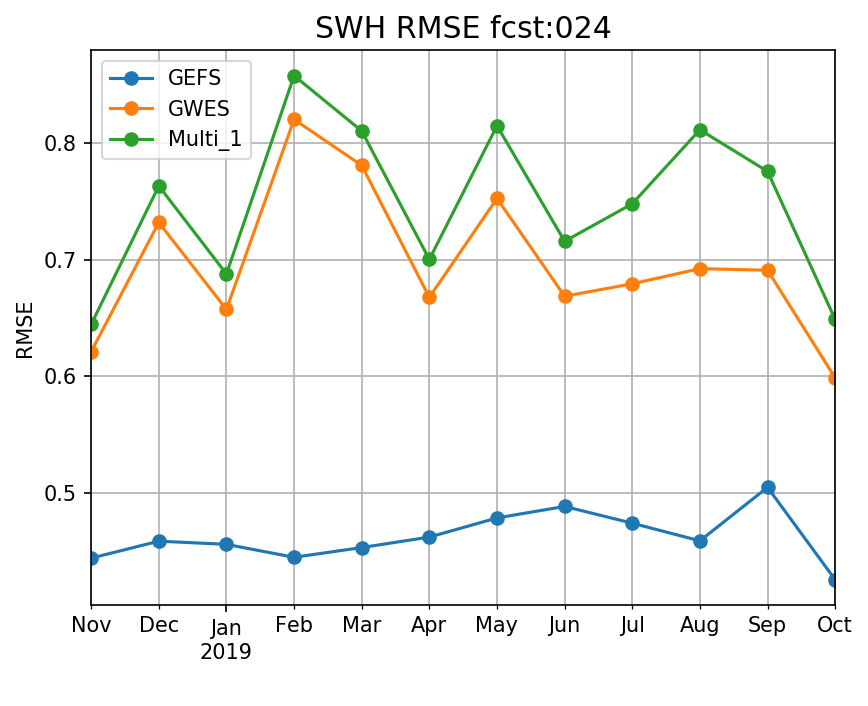 SWH RMSE fcst:024
GEFS
GWES
Multi_1
0.8
0.7
0.6
0.5
RMSE
Nov Dec Jan Feb Mar Apr May Jun Jul Aug Sep Oct
2019